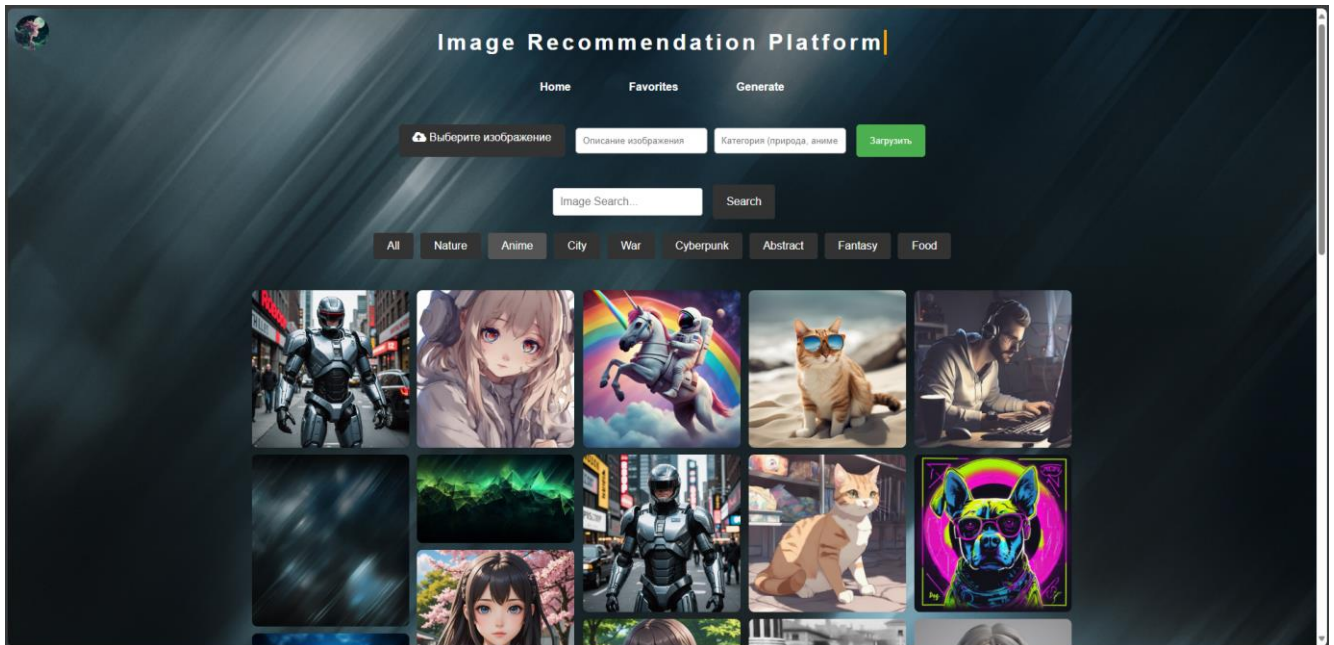 Image Recommendation Platform
Home Favorites Generate
Выберите изображение Описание изображения Категория (природа, аниме Загрузить
Image Search... Search
All Nature Anime City War Cyberpunk Abstract Fantasy Food